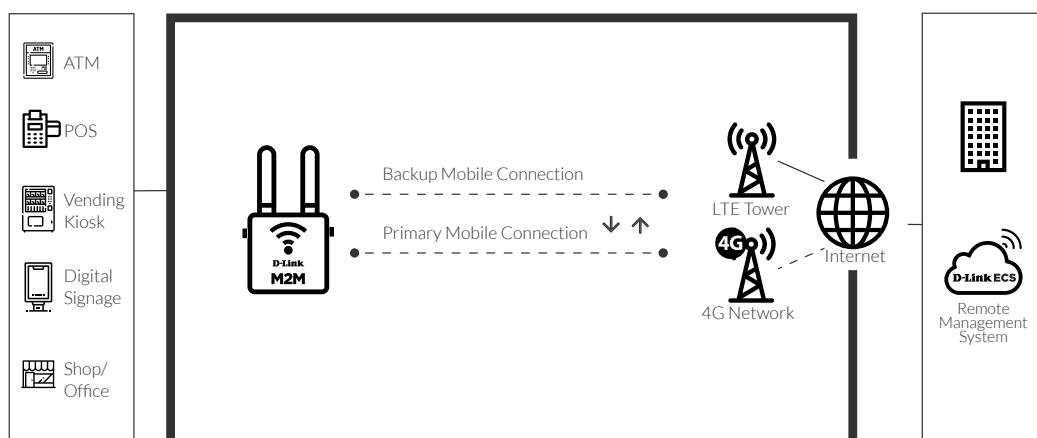 ATM
ATM
POS
Vending
Kiosk
Digital
Signage
Shop/
Office
D-Link
M2M
Backup Mobile Connection
Primary Mobile Connection
LTE Tower
4G
4G Network
Internet
D-Link ECS
Remote
Management
System